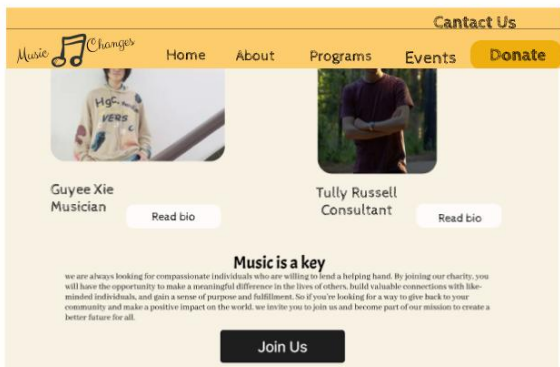 Cantact Us
Music Changes
Home About Programs Events Donate
HgC.
VERS
Guyee Xie
Musician
Read bio
Tully Russell
Consultant
Read bio
Music is a key
we are always looking for compassionate individuals who are willing to lend a helping hand. By joining our charity, you
will have the opportunity to make a meaningful difference in the lives of others, build valuable connections with like-
minded individuals, and gain a sense of purpose and fulfillment. So if you're looking for a way to give back to your
community and make a positive impact on the world, we invite you to join us and become part of our mission to create a
better future for all.
Join Us